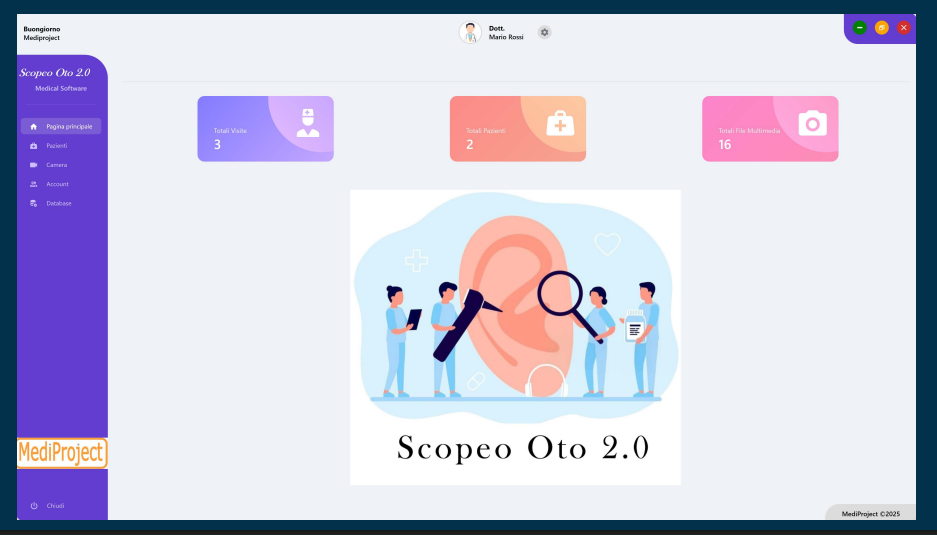 Buongiorno
Mediproject
Dott.
Mario Rossi
Scopeo Oto 2.0
Medical Software
Pagina principale
Pazienti
Camera
Account
Database
MediProject
Chiudi
Totali Visite
3
Totali Pazienti
2
Totali File Multimedia
16
Scopeo Oto 2.0
MediProject ©2025